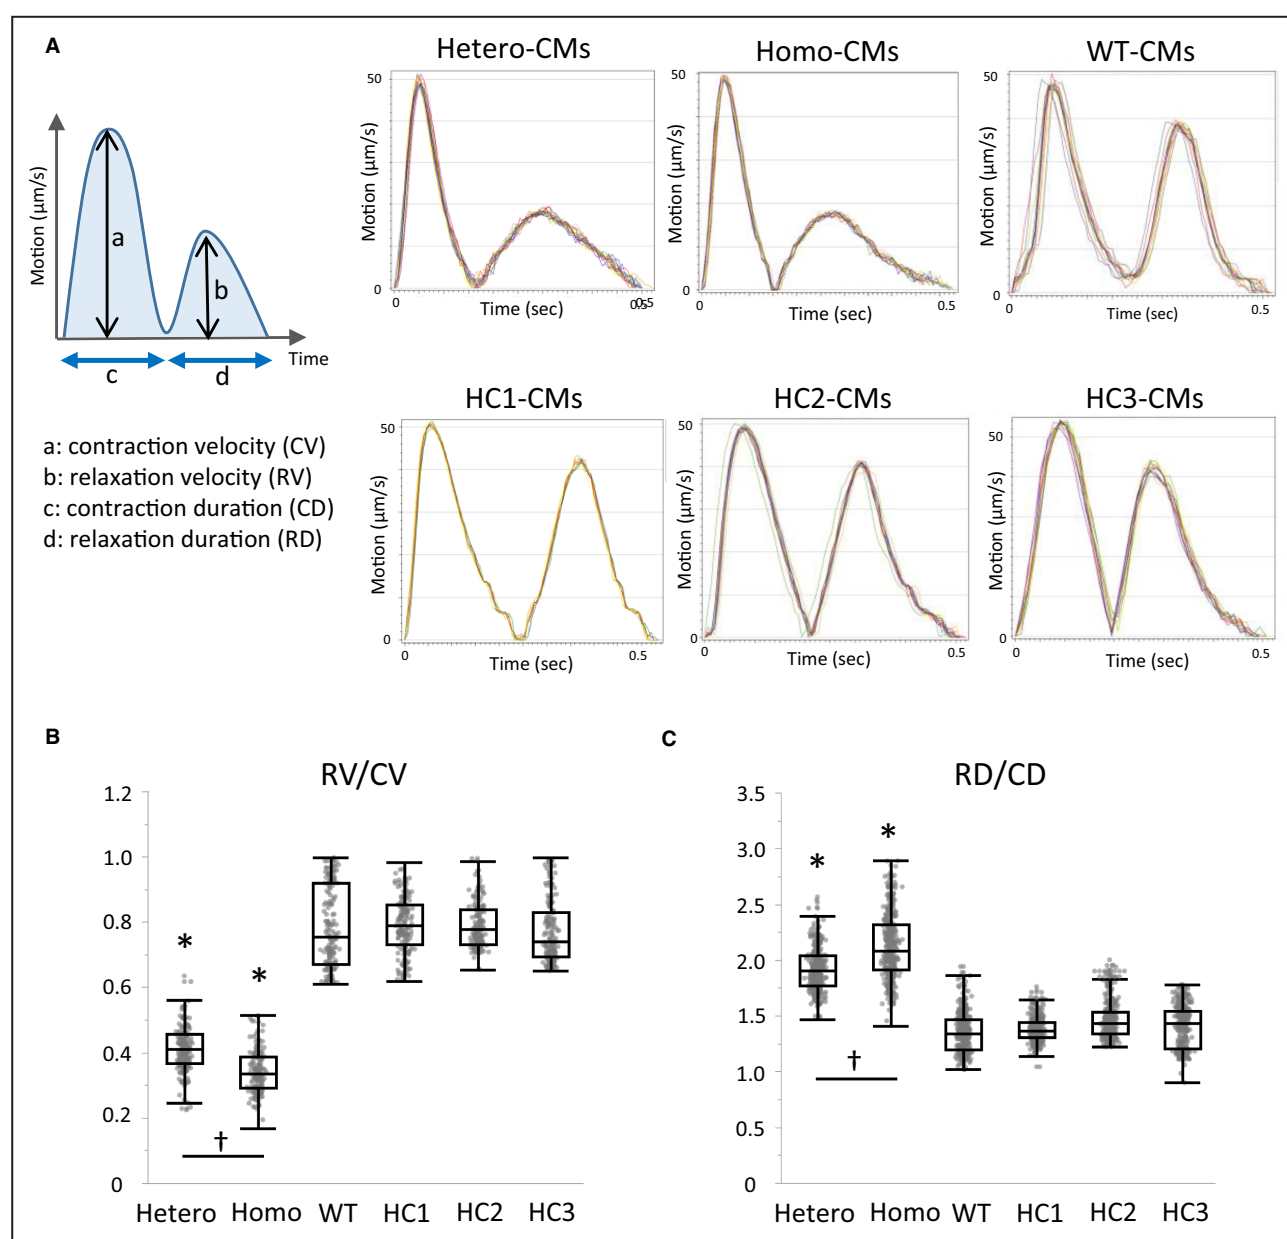 A
Hetero-CMs
Homo-CMs
WT-CMs
Motion (µm/s)
a
b
c
d
Time
50
0
Motion (µm/s)
0
Time (sec)
0.5
50
0
Motion (µm/s)
0
Time (sec)
0.5
50
0
Motion (µm/s)
0
Time (sec)
0.5
a: contraction velocity (CV)
b: relaxation velocity (RV)
c: contraction duration (CD)
d: relaxation duration (RD)
HC1-CMs
HC2-CMs
HC3-CMs
50
0
Motion (µm/s)
0
Time (sec)
0.5
50
0
Motion (µm/s)
0
Time (sec)
0.5
50
0
Motion (µm/s)
0
Time (sec)
0.5
B
RV/CV
1.2
1.0
0.8
0.6
0.4
0.2
0
*
*
†
Hetero Homo WT HC1 HC2 HC3
C
RD/CD
3.5
3.0
2.5
2.0
1.5
1.0
0.5
0
*
*
†
Hetero Homo WT HC1 HC2 HC3